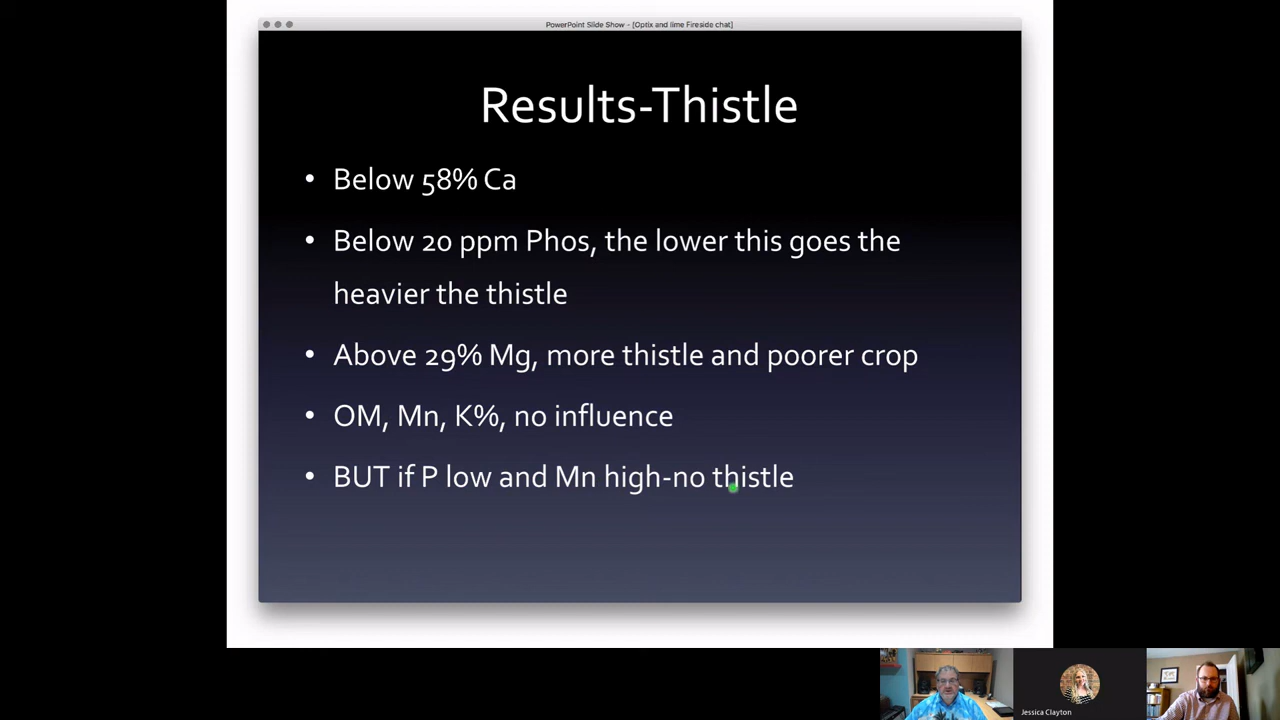 PowerPoint Slide Show - [Optix and lime Fireside chat]
Results-Thistle
• Below 58% Ca
• Below 20 ppm Phos, the lower this goes the
heavier the thistle
• Above 29% Mg, more thistle and poorer crop
• OM, Mn, K%, no influence
• BUT if P low and Mn high-no thistle
Jessica Clayton